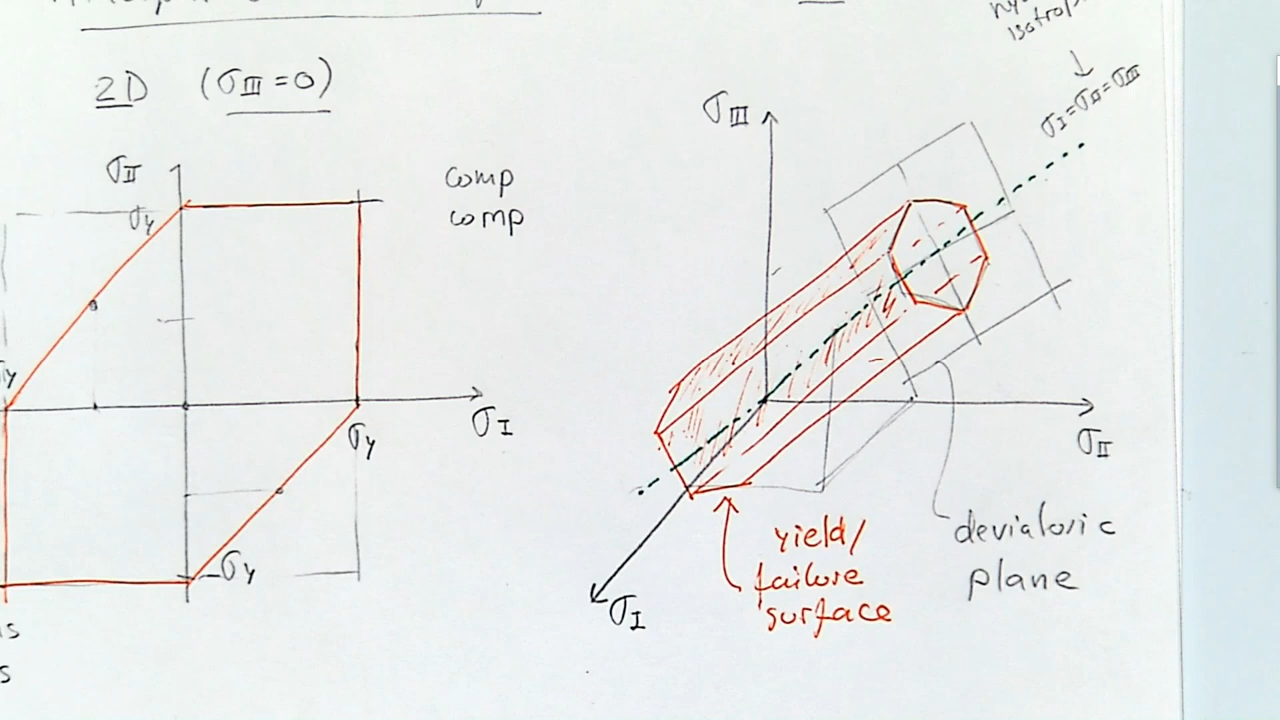 2D (σIII=0)
σII
σy
comp
comp
σI
σy
-σy
σIII
σI=σII=σIII
σII
σI
yield/
failure
surface
deviatoric
plane